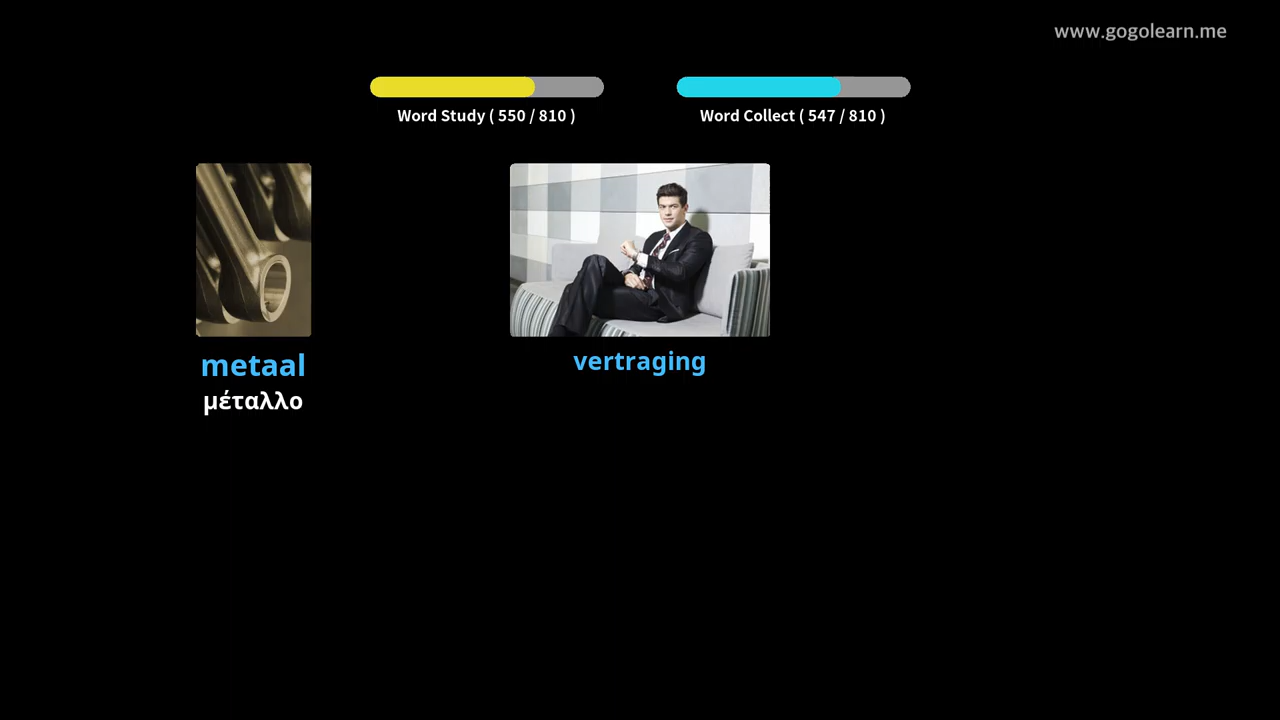 www.gogolearn.me
Word Study ( 550 / 810 )
Word Collect ( 547 / 810 )
metaal
μέταλλο
vertraging